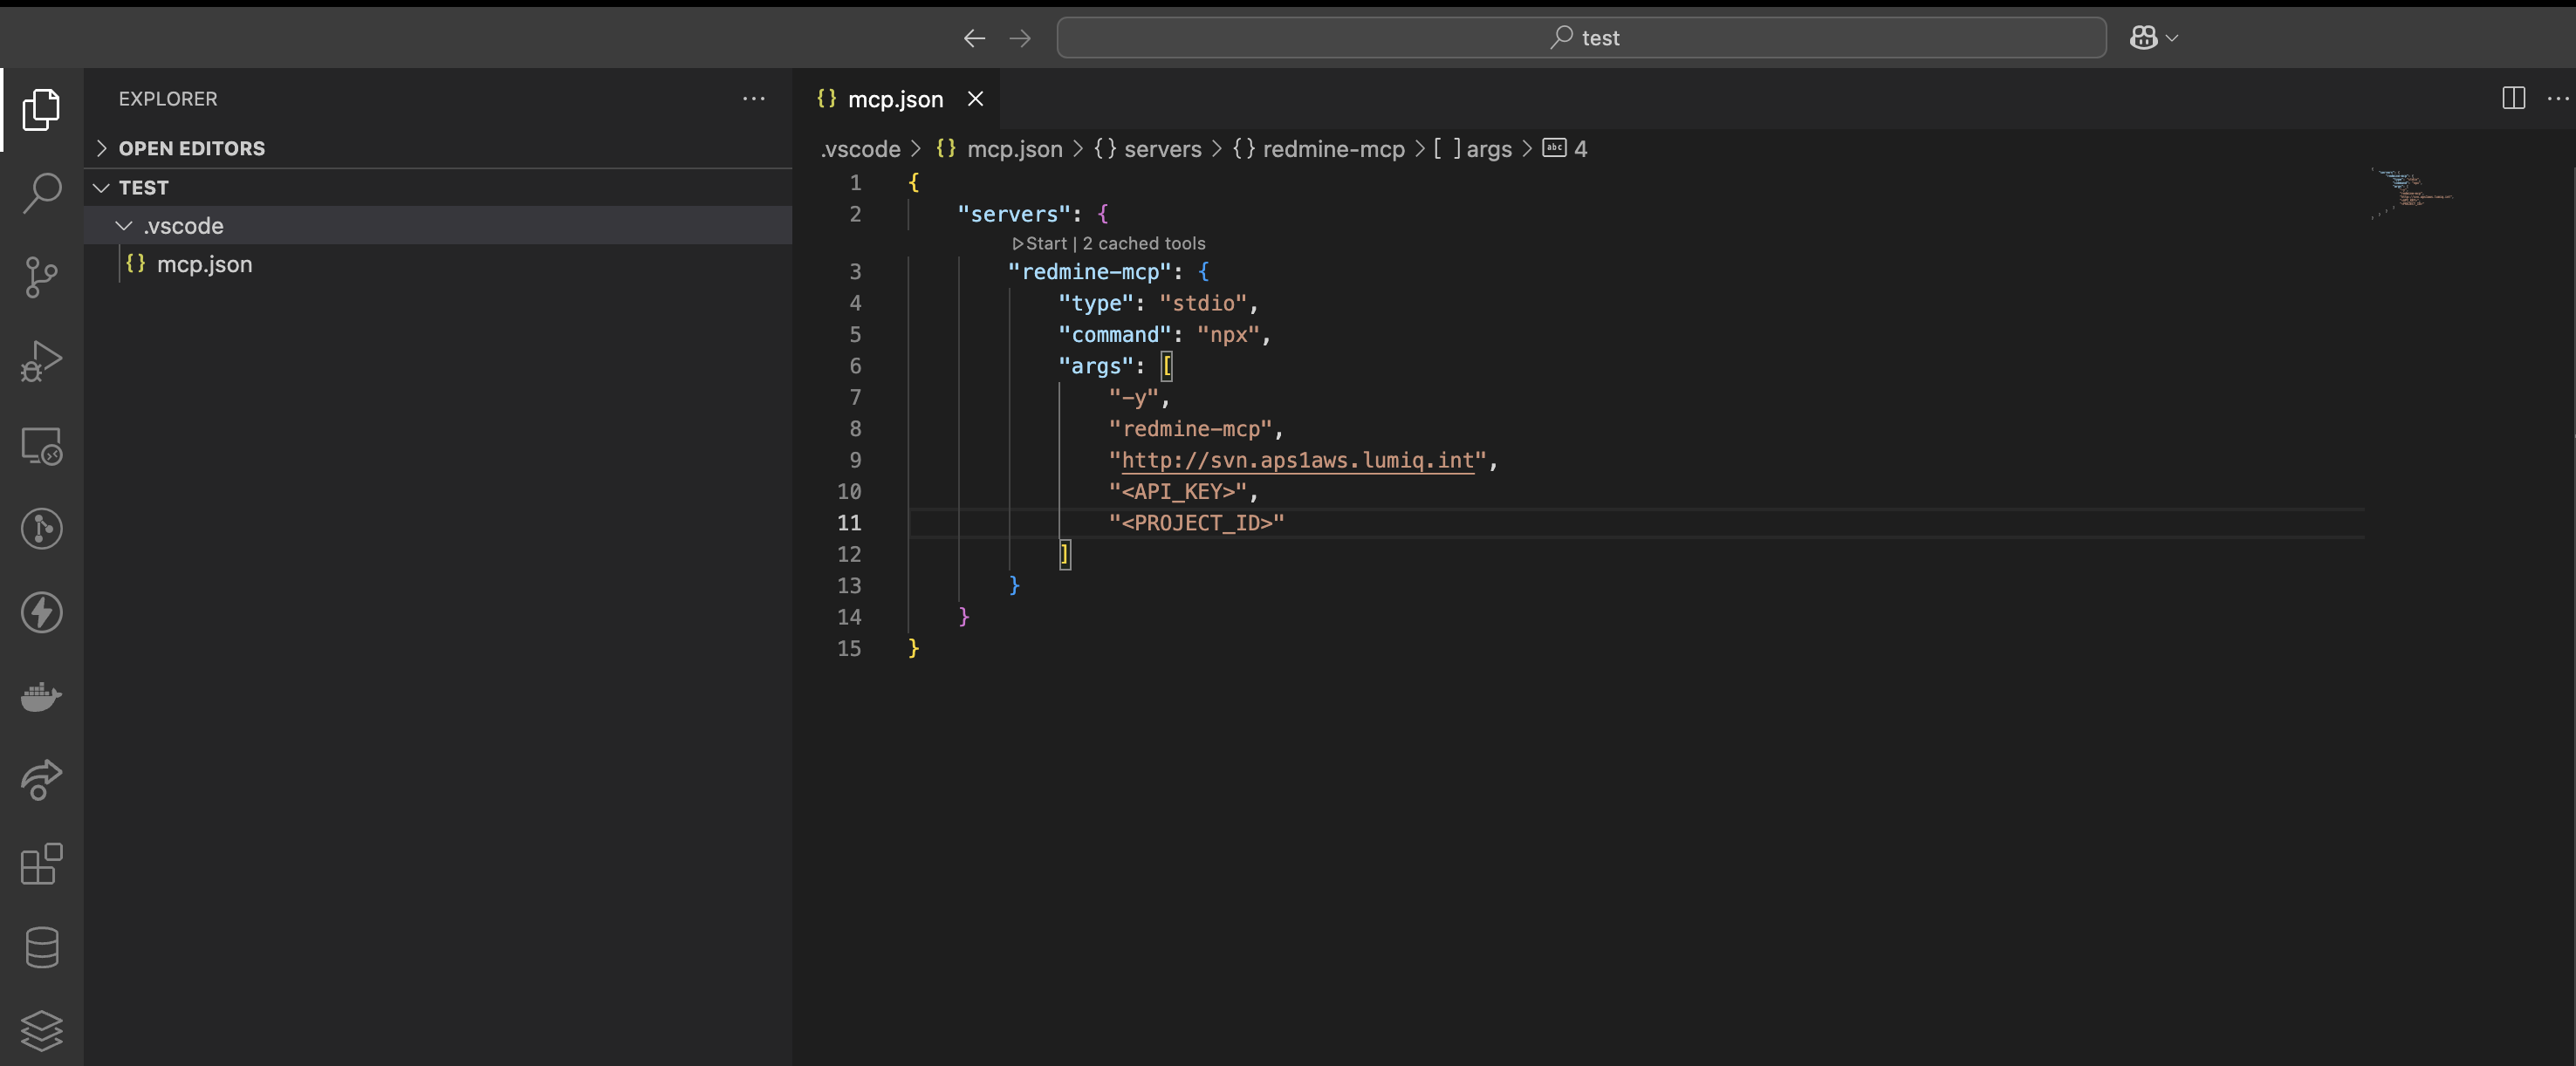 test
EXPLORER
OPEN EDITORS
TEST
.vscode
{} mcp.json
{} mcp.json
.vscode > {} mcp.json > {} servers > {} redmine-mcp > [ ] args > abc 4
1 {
2 "servers": {
Start | 2 cached tools
3 "redmine-mcp": {
4 "type": "stdio",
5 "command": "npx",
6 "args": [
7 "-y",
8 "redmine-mcp",
9 "http://svn.aps1aws.lumiq.int",
10 "<API_KEY>",
11 "<PROJECT_ID>"
12 ]
13 }
14 }
15 }